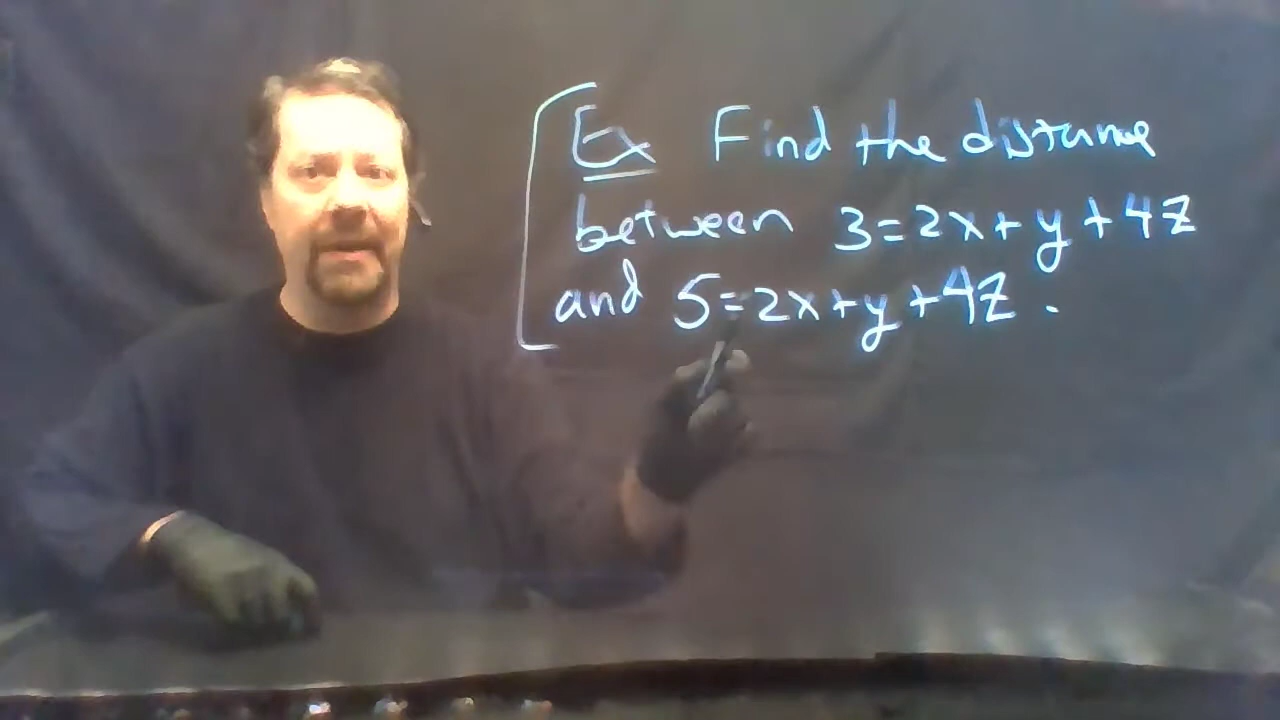 Ex Find the distance
between 3=2x+y+4z
and 5=2x+y+4z.